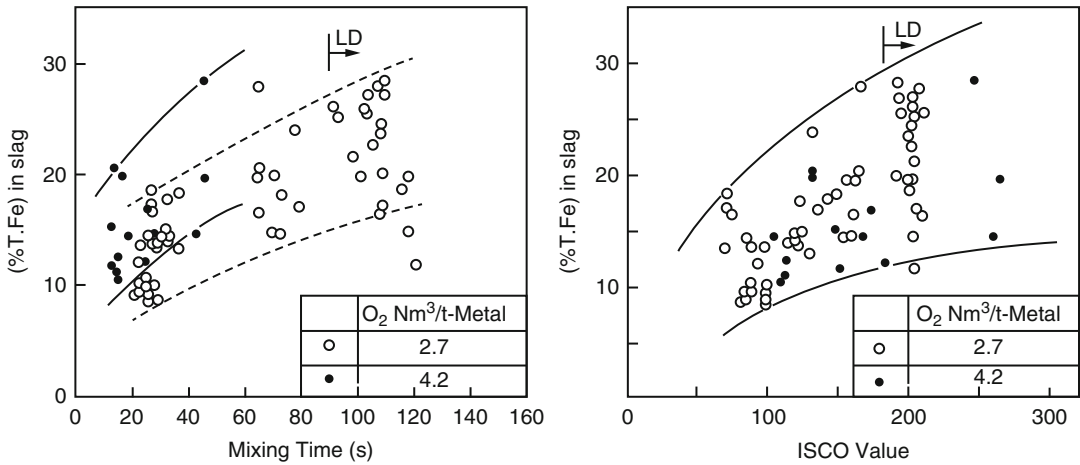 (%T.Fe) in slag
30
20
10
0
LD
O₂ Nm³/t-Metal
2.7
4.2
0 20 40 60 80 100 120 140 160
Mixing Time (s)
(%T.Fe) in slag
30
20
10
0
LD
O₂ Nm³/t-Metal
2.7
4.2
0 100 200 300
ISCO Value